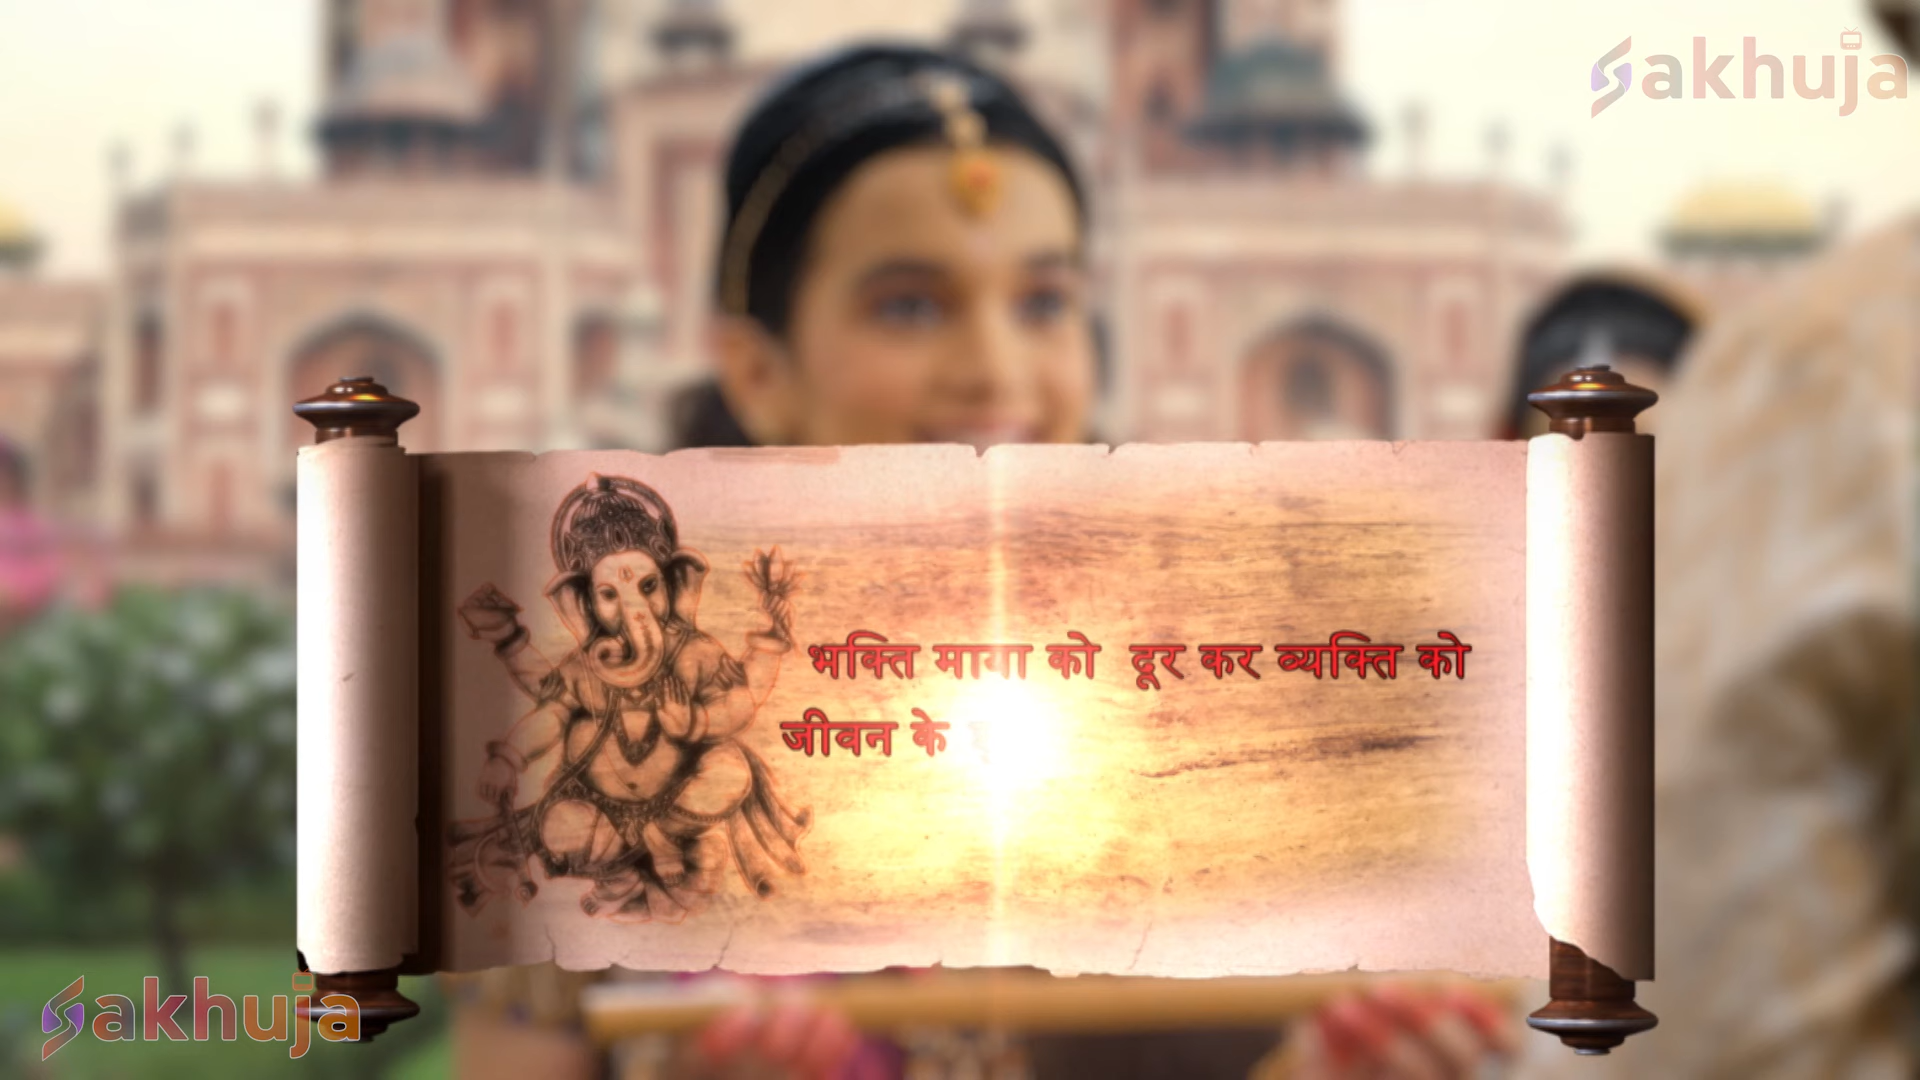 Sakhuja
भक्ति माया को दूर कर व्यक्ति को
जीवन के
Sakhuja